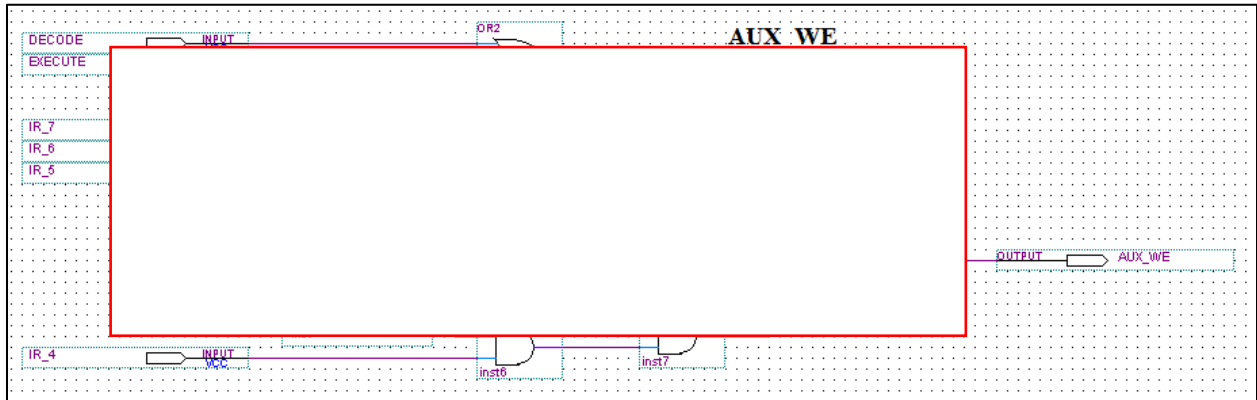 OR2
AUX_WE
DECODE INPUT
EXECUTE
IR_7
IR_6
IR_5
OUTPUT AUX_WE
IR_4 INPUT
VCC
inst6
inst7